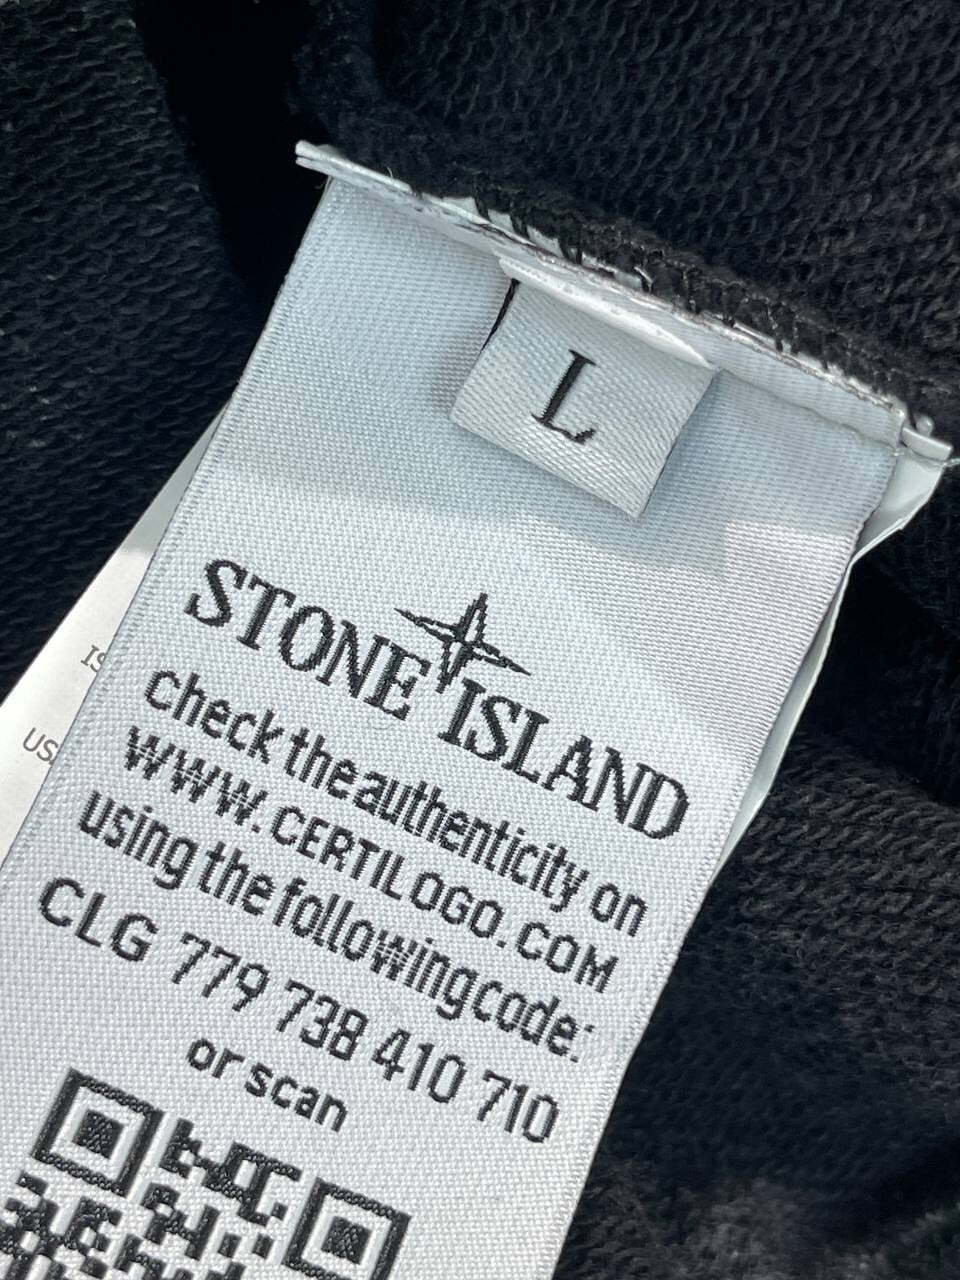 L
STONE ISLAND
check the authenticity on
WWW.CERTILOGO.COM
using the following code:
CLG 779 738 410 710
or scan